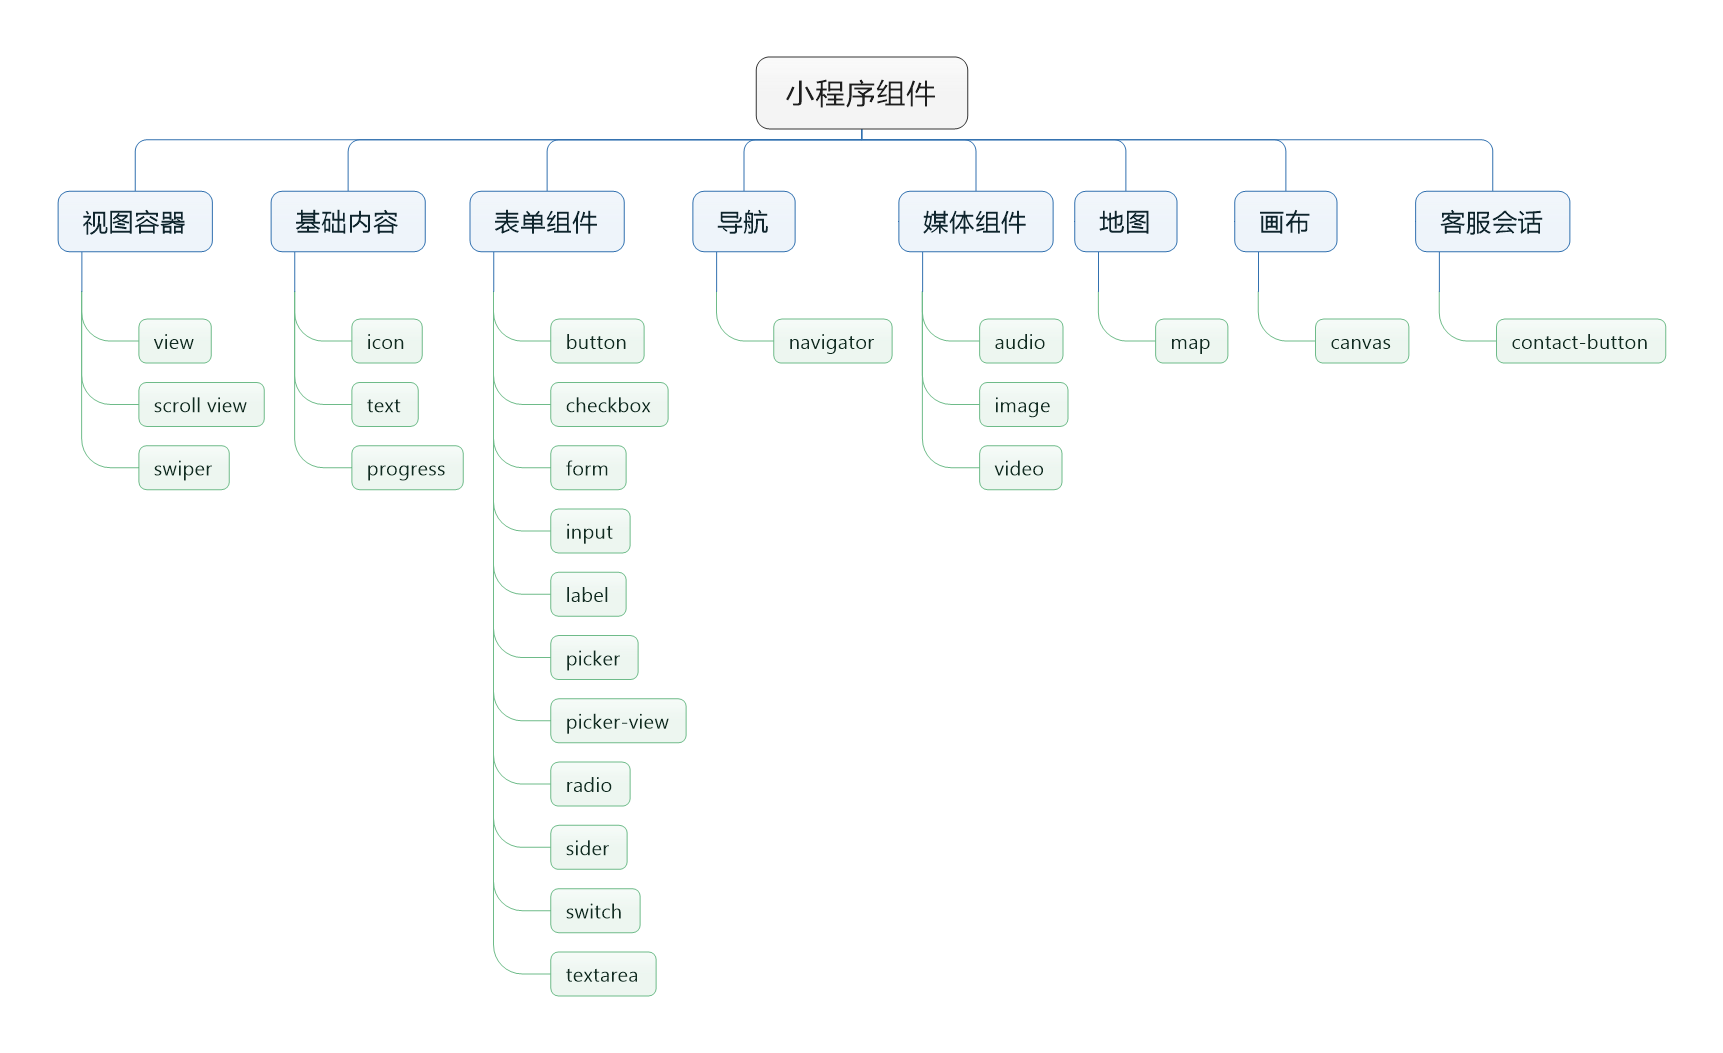 小程序组件
视图容器
view
scroll view
swiper
基础内容
icon
text
progress
表单组件
button
checkbox
form
input
label
picker
picker-view
radio
sider
switch
textarea
导航
navigator
媒体组件
audio
image
video
地图
map
画布
canvas
客服会话
contact-button